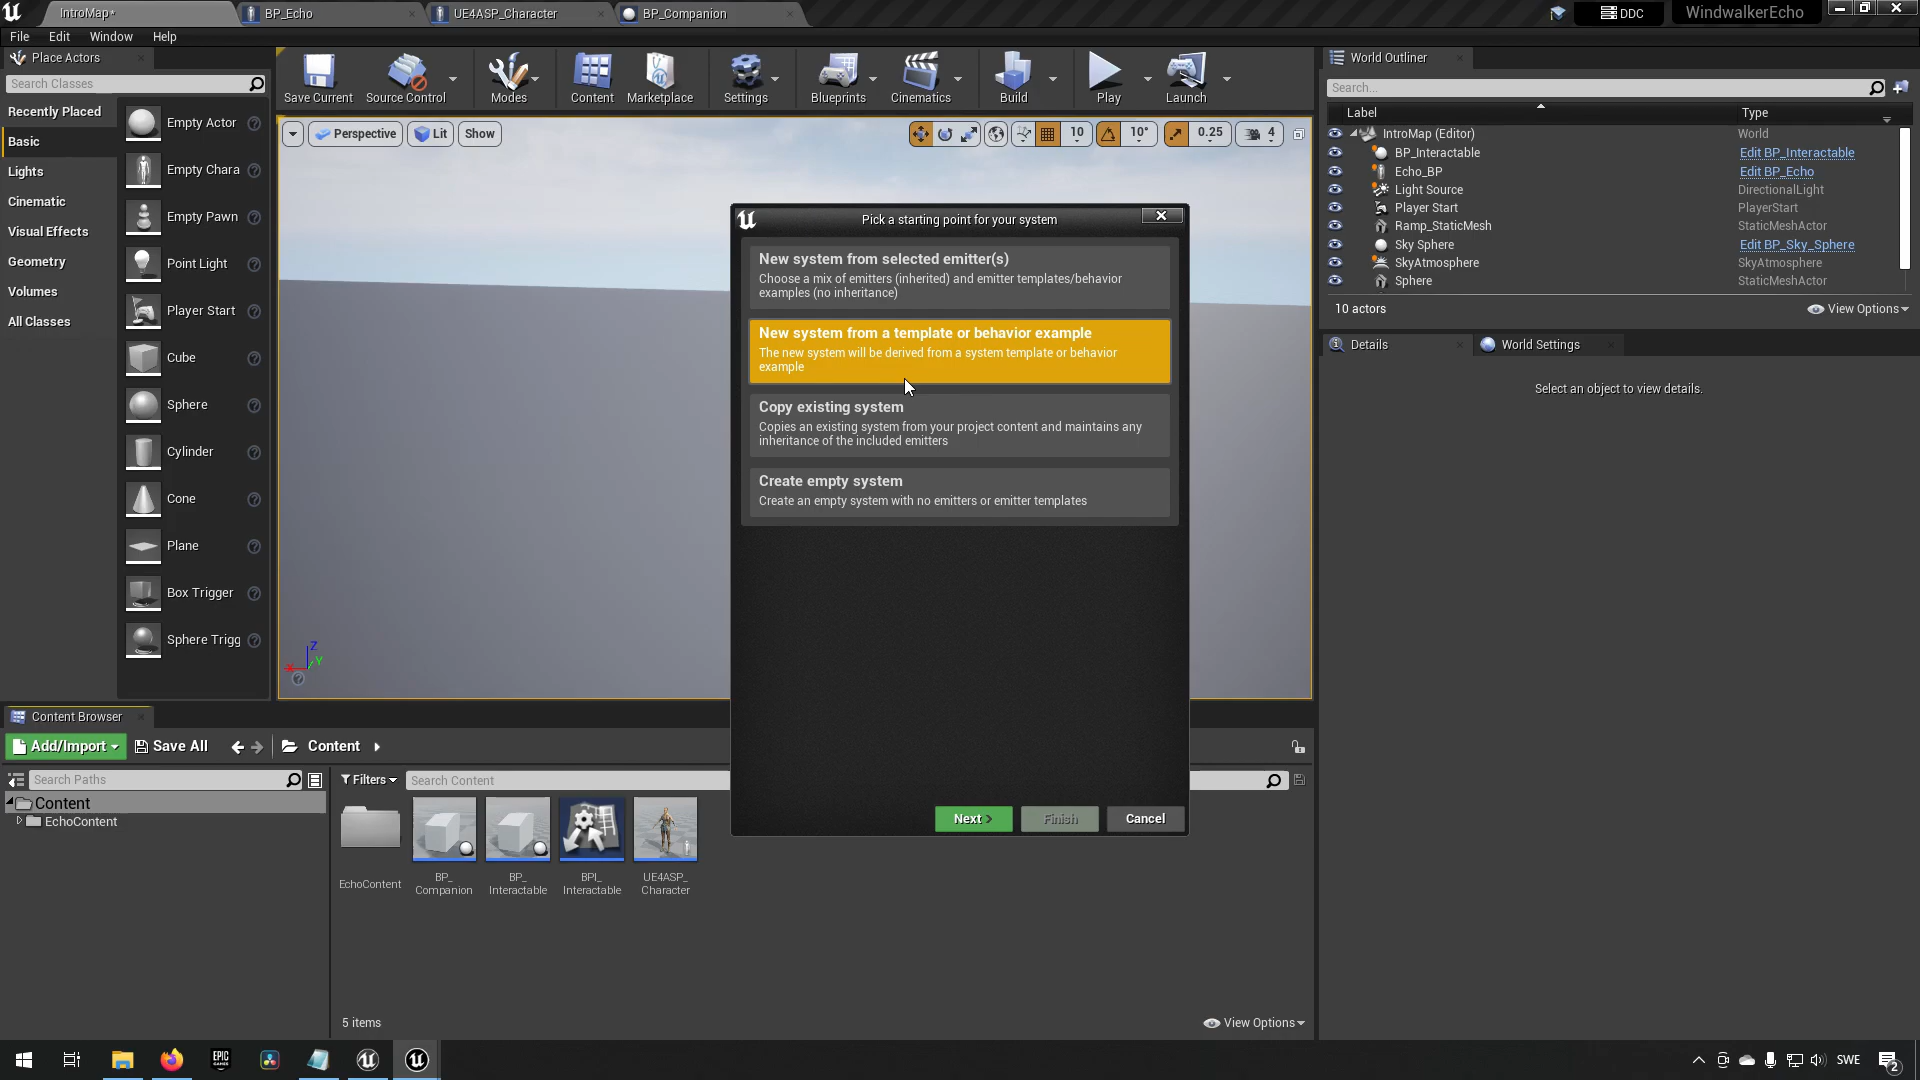 IntroMap*
BP_Echo
UE4ASP_Character
BP_Companion
DDC
WindwalkerEcho
File Edit Window Help
Place Actors
Search Classes
Recently Placed
Basic
Lights
Cinematic
Visual Effects
Geometry
Volumes
All Classes
Empty Actor
Empty Chara
Empty Pawn
Point Light
Player Start
Cube
Sphere
Cylinder
Cone
Plane
Box Trigger
Sphere Trigg
Save Current
Source Control
Modes
Content
Marketplace
Settings
Blueprints
Cinematics
Build
Play
Launch
Perspective
Lit
Show
10
10°
0.25
4
X
Y
Z
Pick a starting point for your system
New system from selected emitter(s)
Choose a mix of emitters (inherited) and emitter templates/behavior
examples (no inheritance)
New system from a template or behavior example
The new system will be derived from a system template or behavior
example
Copy existing system
Copies an existing system from your project content and maintains any
inheritance of the included emitters
Create empty system
Create an empty system with no emitters or emitter templates
Next >
Finish
Cancel
World Outliner
Search...
Label Type
IntroMap (Editor) World
BP_Interactable Edit BP_Interactable
Echo_BP Edit BP_Echo
Light Source DirectionalLight
Player Start PlayerStart
Ramp_StaticMesh StaticMeshActor
Sky Sphere Edit BP_Sky_Sphere
SkyAtmosphere SkyAtmosphere
Sphere StaticMeshActor
10 actors
View Options
Details
World Settings
Select an object to view details.
Content Browser
Add/Import
Save All
Content
Search Paths
Content
EchoContent
Filters
Search Content
EchoContent
BP_
Companion
BP_
Interactable
BPI_
Interactable
UE4ASP_
Character
5 items
View Options
EPIC
GAMES
SWE
2